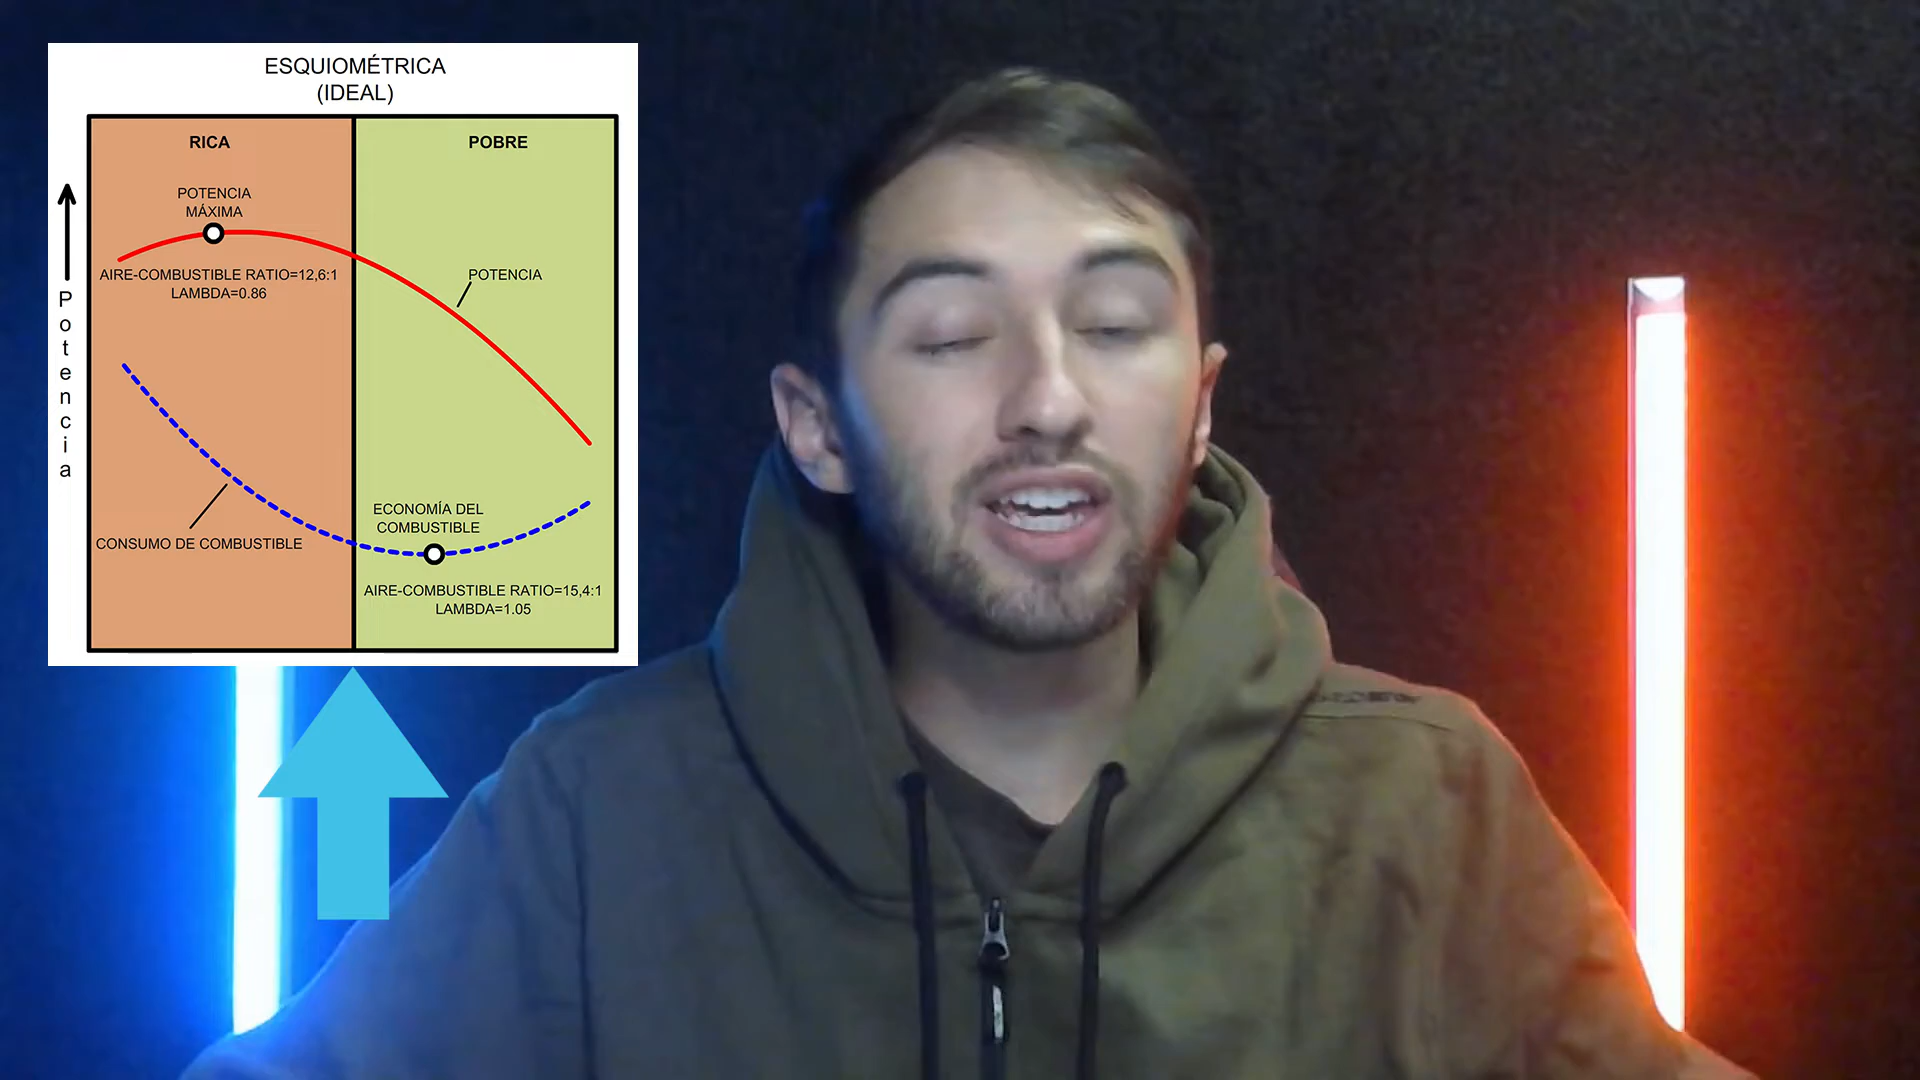 ESQUIOMÉTRICA
(IDEAL)
RICA
POBRE
POTENCIA
MÁXIMA
AIRE-COMBUSTIBLE RATIO=12,6:1
LAMBDA=0.86
POTENCIA
Potencia
CONSUMO DE COMBUSTIBLE
ECONOMÍA DEL
COMBUSTIBLE
AIRE-COMBUSTIBLE RATIO=15,4:1
LAMBDA=1.05